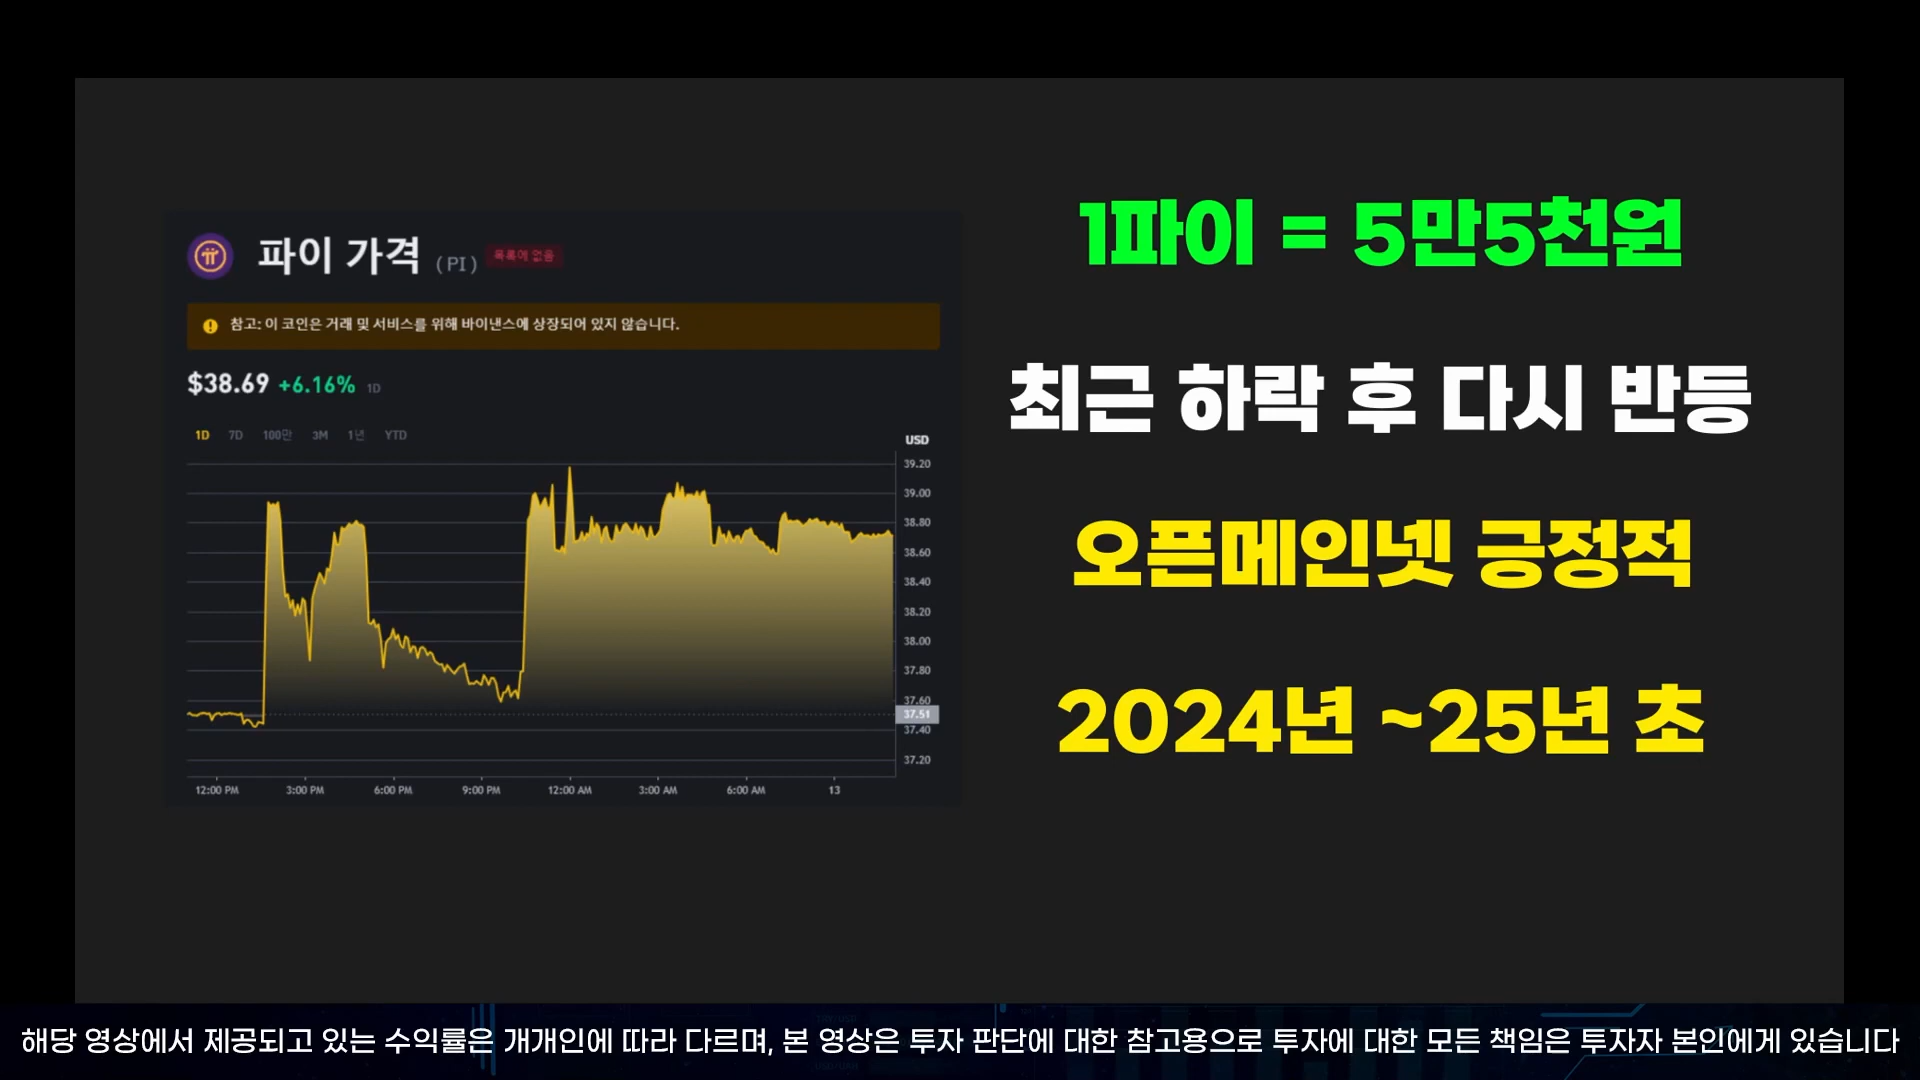 파이 가격 (PI) 목록에 없음
참고: 이 코인은 거래 및 서비스를 위해 바이낸스에 상장되어 있지 않습니다.
$38.69 +6.16% 1D
1D 7D 100만 3M 1년 YTD
USD
39.20
39.00
38.80
38.60
38.40
38.20
38.00
37.80
37.60
37.51
37.40
37.20
12:00 PM 3:00 PM 6:00 PM 9:00 PM 12:00 AM 3:00 AM 6:00 AM 13
1파이 = 5만5천원
최근 하락 후 다시 반등
오픈메인넷 긍정적
2024년 ~25년 초
해당 영상에서 제공되고 있는 수익률은 개개인에 따라 다르며, 본 영상은 투자 판단에 대한 참고용으로 투자에 대한 모든 책임은 투자자 본인에게 있습니다